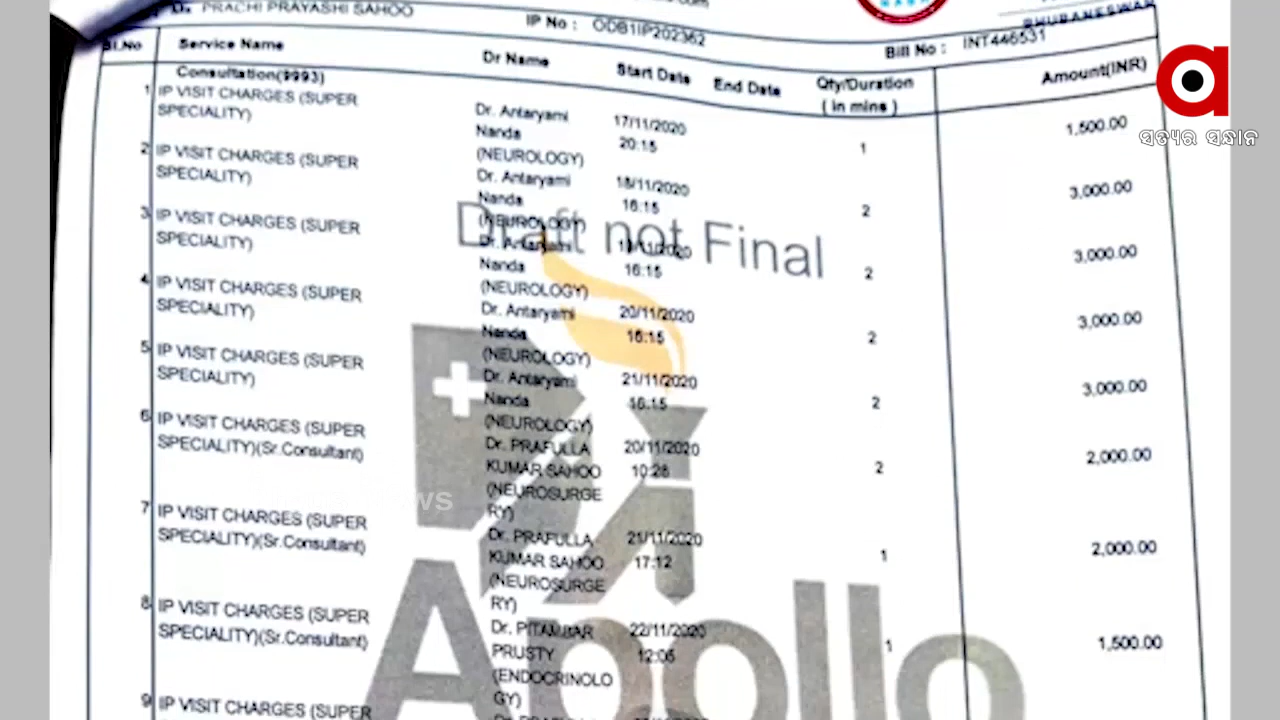 PRACHI PRAYASHI SAHOO
IP No : ODB1IP202362
BHUBANESWAR
Bill No : INT446531
Sl.No Service Name Dr Name Start Date End Date Qty/Duration Amount(INR)
( in mins )
Consultation(9993)
1 IP VISIT CHARGES (SUPER Dr. Antaryami 17/11/2020 1 1,500.00
SPECIALITY) Nanda 20:15
(NEUROLOGY)
2 IP VISIT CHARGES (SUPER Dr. Antaryami 18/11/2020 2 3,000.00
SPECIALITY) Nanda 16:15
(NEUROLOGY)
3 IP VISIT CHARGES (SUPER Dr. Antaryami 19/11/2020 2 3,000.00
SPECIALITY) Nanda 16:15
(NEUROLOGY)
4 IP VISIT CHARGES (SUPER Dr. Antaryami 20/11/2020 2 3,000.00
SPECIALITY) Nanda 16:15
(NEUROLOGY)
5 IP VISIT CHARGES (SUPER Dr. Antaryami 21/11/2020 2 3,000.00
SPECIALITY) Nanda 16:15
(NEUROLOGY)
6 IP VISIT CHARGES (SUPER Dr. PRAFULLA 20/11/2020 2 2,000.00
SPECIALITY)(Sr.Consultant) KUMAR SAHOO 10:28
(NEUROSURGE
RY)
7 IP VISIT CHARGES (SUPER Dr. PRAFULLA 21/11/2020 1 2,000.00
SPECIALITY)(Sr.Consultant) KUMAR SAHOO 17:12
(NEUROSURGE
RY)
8 IP VISIT CHARGES (SUPER Dr. PITAMBAR 22/11/2020 1 1,500.00
SPECIALITY)(Sr.Consultant) PRUSTY 12:05
(ENDOCRINOLO
GY)
9 IP VISIT CHARGES (SUPER
Draft not Final
Apollo
ସତ୍ୟର ସନ୍ଧାନ